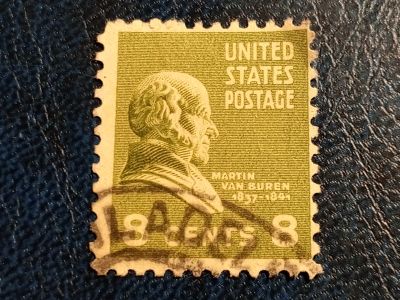 UNITED
STATES
POSTAGE
MARTIN
VAN BUREN
1837-1841
8 CENTS 8